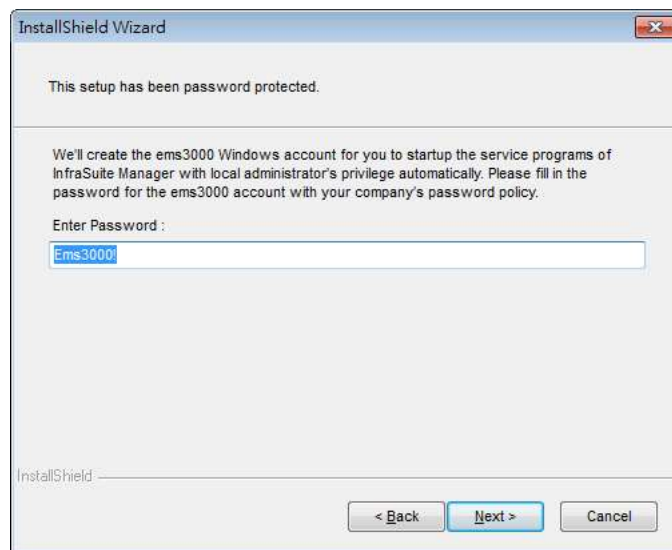 InstallShield Wizard
This setup has been password protected.
We'll create the ems3000 Windows account for you to startup the service programs of
InfraSuite Manager with local administrator's privilege automatically. Please fill in the
password for the ems3000 account with your company's password policy.
Enter Password :
Ems3000!
InstallShield
< Back
Next >
Cancel